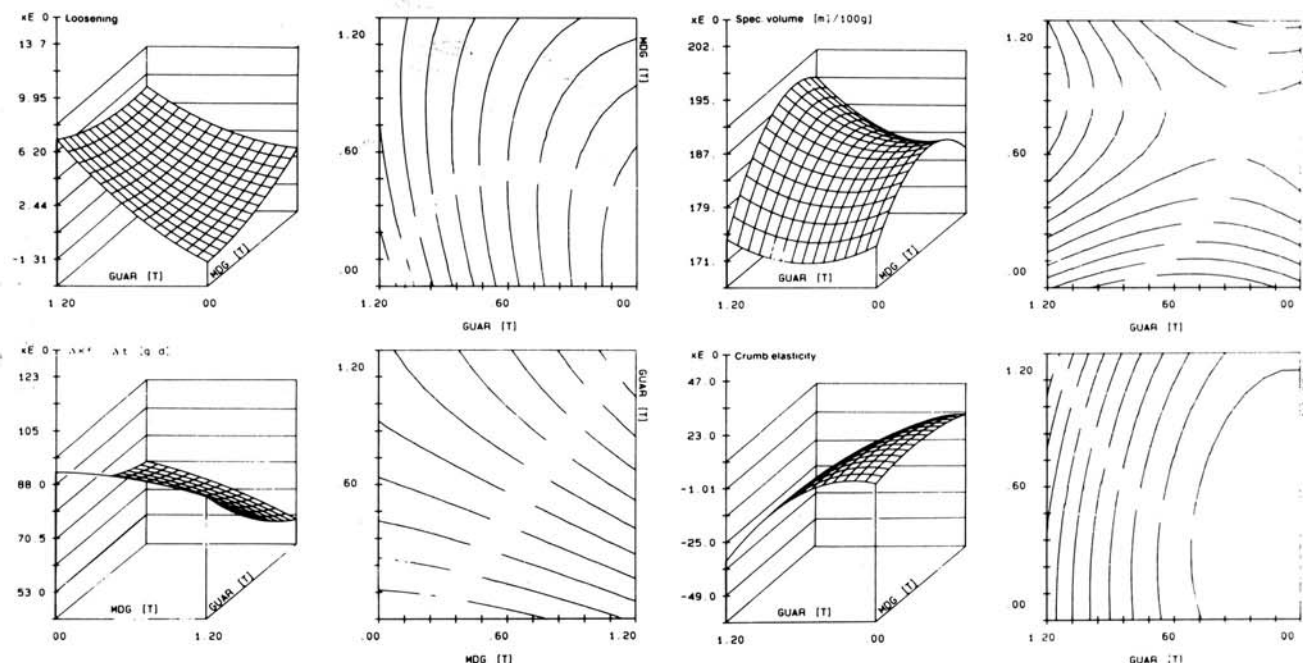 xE 0 Loosening
13 7
9.95
6 20
2.44
-1 31
GUAR [T]
MDG [T]
1 20
00
1.20
.60
.00
1.20
60
00
GUAR [T]
MDG [T]
xE 0 Spec. volume [ml/100g]
202.
195.
187.
179.
171.
GUAR [T]
MDG [T]
1.20
00
1.20
.60
.00
1 20
60
00
GUAR [T]
xE 0
123
105
88 0
70 5
53 0
MDG [T]
GUAR [T]
00
1.20
1.20
60
.00
.00
.60
1.20
MDG [T]
GUAR [T]
xE 0 Crumb elasticity
47.0
23.0
-1.01
-25.0
-49.0
GUAR [T]
MDG [T]
1.20
00
1.20
.60
00
1 20
60
00
GUAR [T]